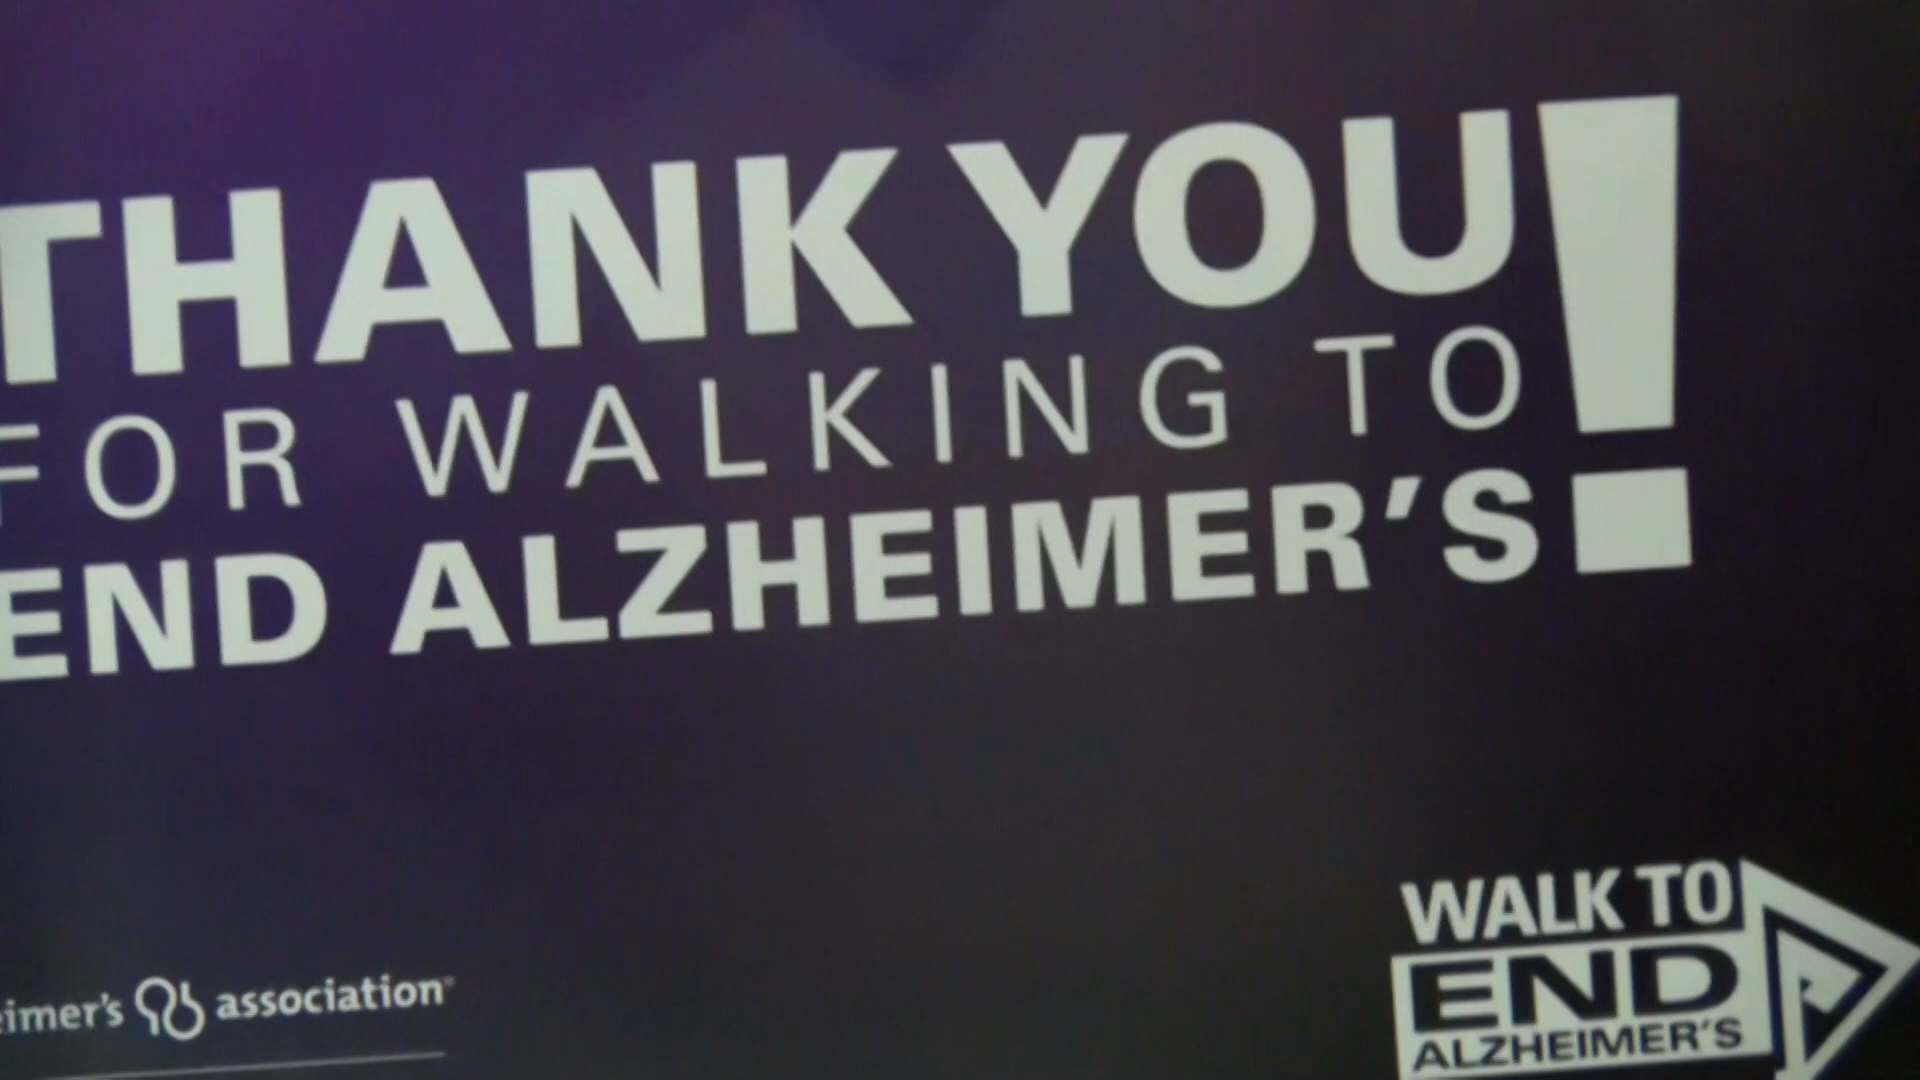 THANK YOU!
FOR WALKING TO
END ALZHEIMER'S
eimer's association
WALK TO
END
ALZHEIMER'S